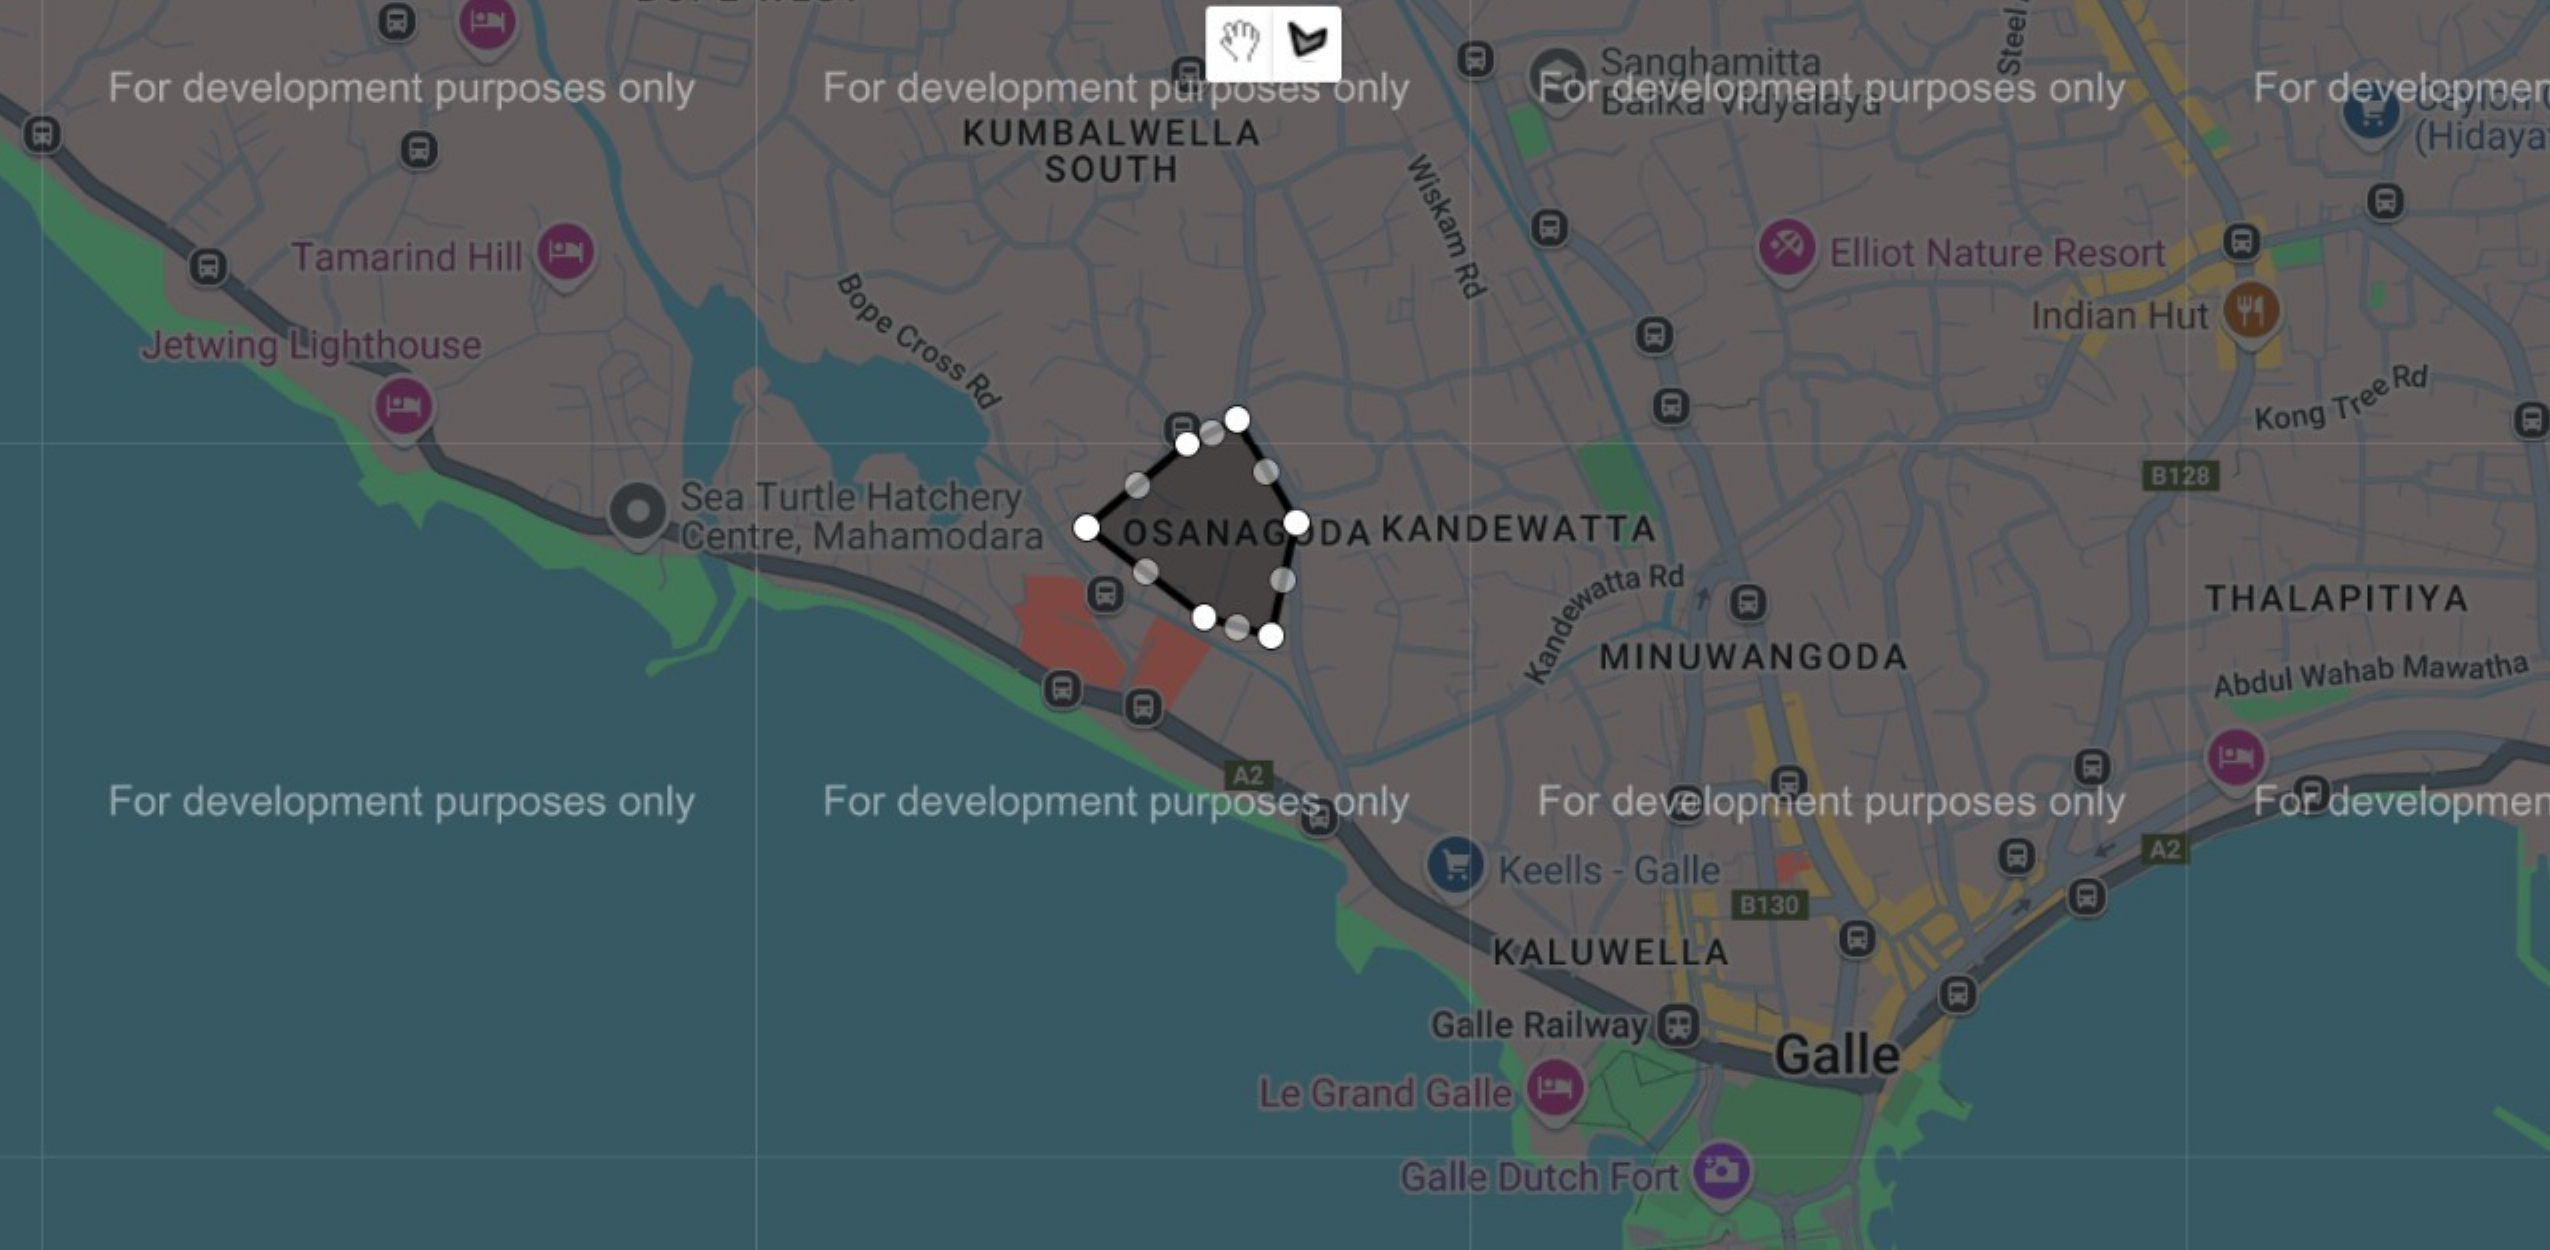 For development purposes only
For development purposes only
For development purposes only
Sanghamitta
Balika Vidyalaya
Steel
KUMBALWELLA
SOUTH
(Hidaya
Wiskam Rd
Tamarind Hill
Elliot Nature Resort
Bope Cross Rd
Indian Hut
Jetwing Lighthouse
Kong Tree Rd
B128
Sea Turtle Hatchery
Centre, Mahamodara
OSANAGODA
KANDEWATTA
Kandewatta Rd
THALAPITIYA
MINUWANGODA
Abdul Wahab Mawatha
A2
For development purposes only
For development purposes only
For development purposes only
For developmen
A2
Keells - Galle
B130
KALUWELLA
Galle Railway
Galle
Le Grand Galle
Galle Dutch Fort